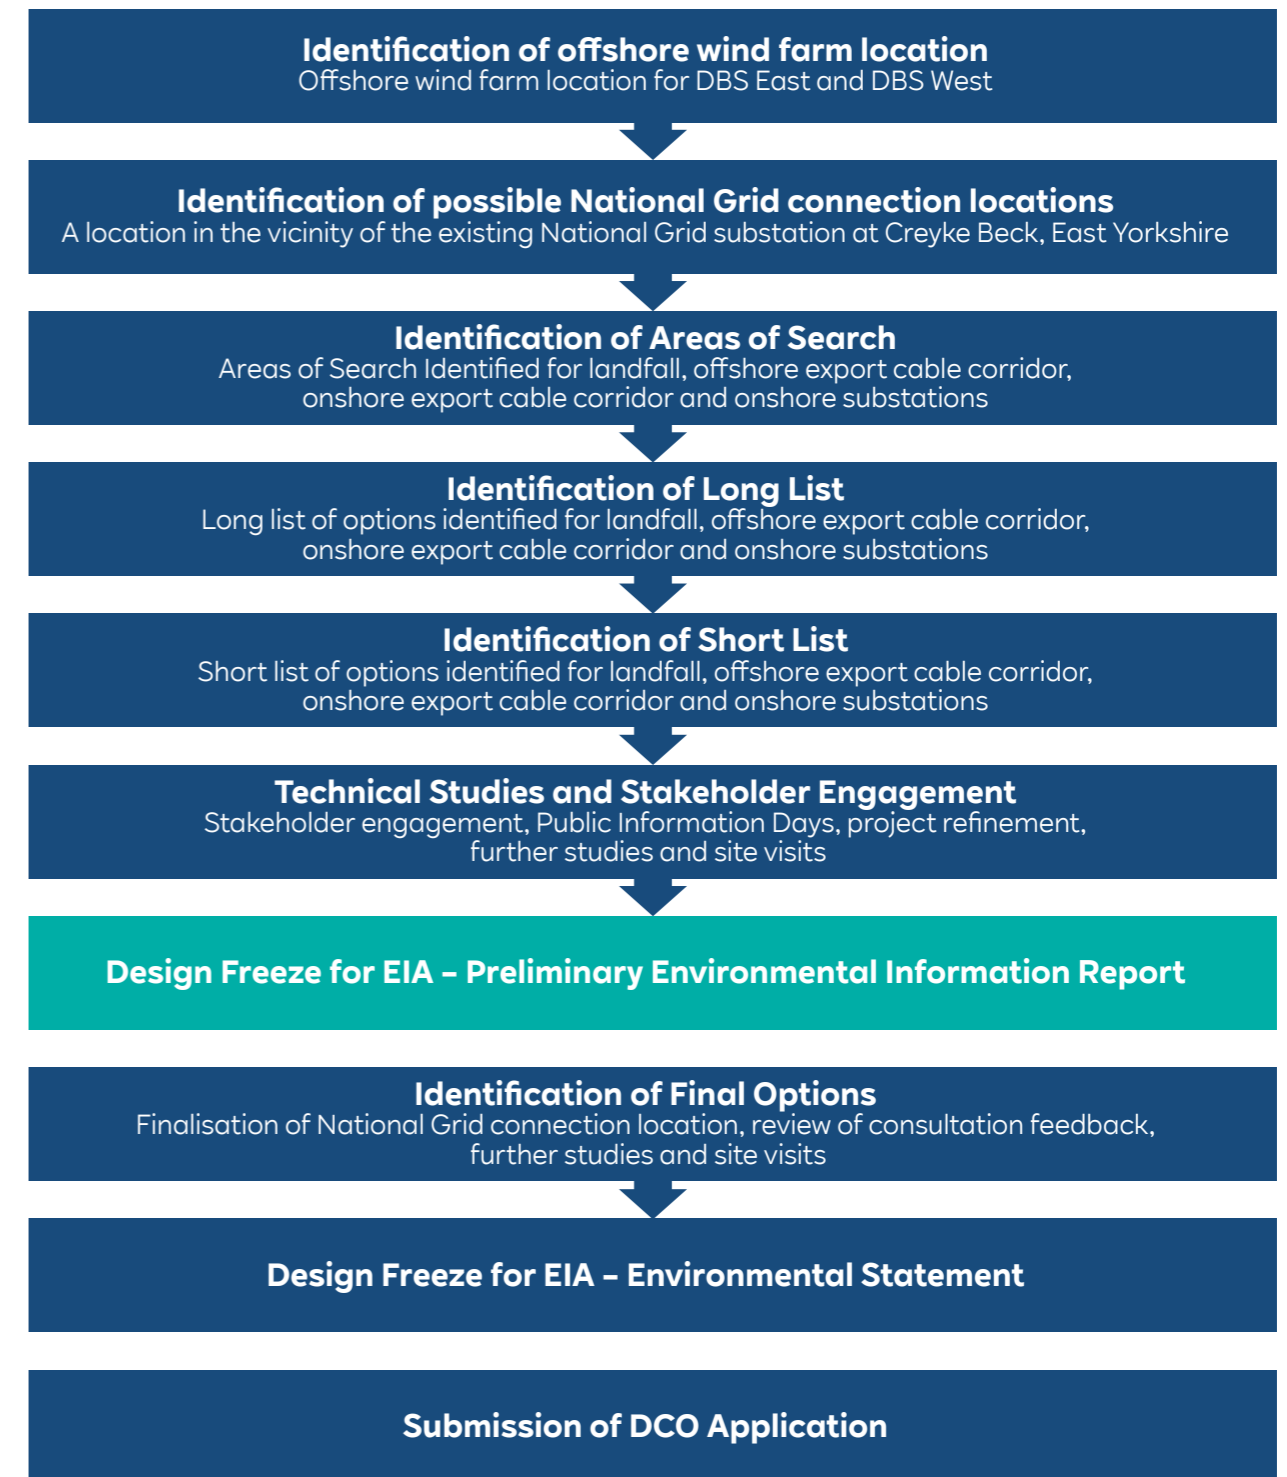 Identification of offshore wind farm location
Offshore wind farm location for DBS East and DBS West
Identification of possible National Grid connection locations
A location in the vicinity of the existing National Grid substation at Creyke Beck, East Yorkshire
Identification of Areas of Search
Areas of Search Identified for landfall, offshore export cable corridor,
onshore export cable corridor and onshore substations
Identification of Long List
Long list of options identified for landfall, offshore export cable corridor,
onshore export cable corridor and onshore substations
Identification of Short List
Short list of options identified for landfall, offshore export cable corridor,
onshore export cable corridor and onshore substations
Technical Studies and Stakeholder Engagement
Stakeholder engagement, Public Information Days, project refinement,
further studies and site visits
Design Freeze for EIA – Preliminary Environmental Information Report
Identification of Final Options
Finalisation of National Grid connection location, review of consultation feedback,
further studies and site visits
Design Freeze for EIA – Environmental Statement
Submission of DCO Application